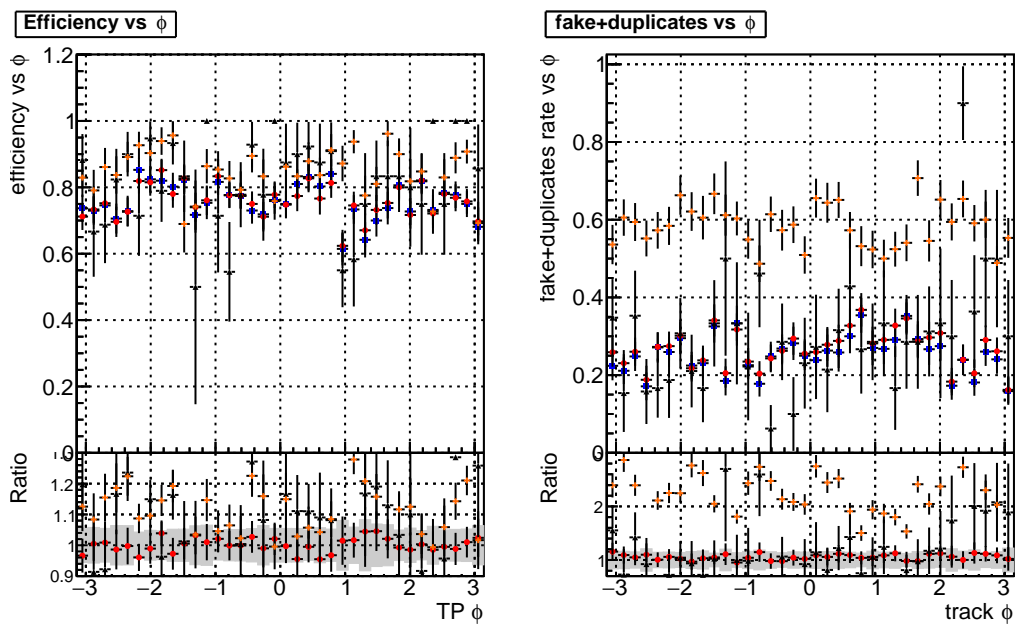 Efficiency vs ϕ
efficiency vs ϕ
1.2
1
0.8
0.6
0.4
0.2
0
Ratio
1.2
1.1
1
0.9
−3 −2 −1 0 1 2 3
TP ϕ
fake+duplicates vs ϕ
fake+duplicates rate vs ϕ
1
0.8
0.6
0.4
0.2
0
Ratio
2
1
−3 −2 −1 0 1 2 3
track ϕ